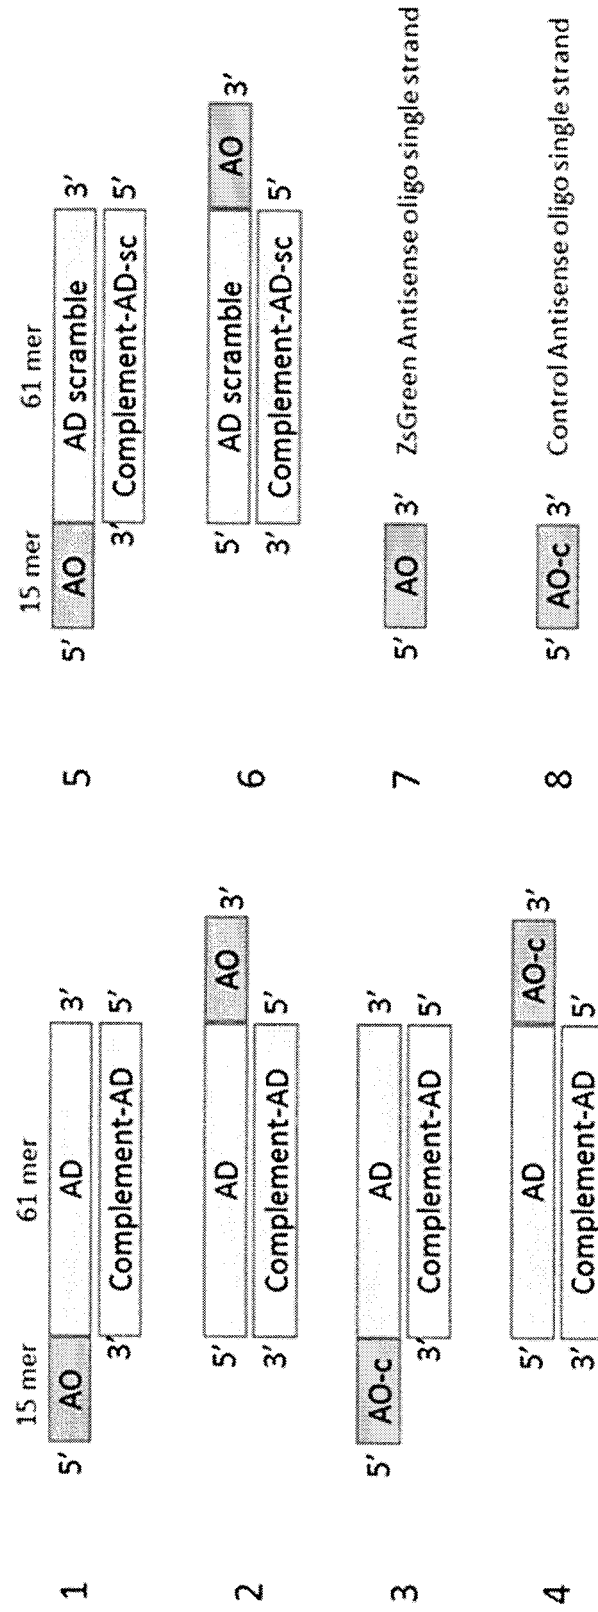 15 mer 61 mer
1 5' AO AD 3'
3' Complement-AD 5'
2 5' AD AO 3'
3' Complement-AD 5'
3 5' AO-c AD 3'
3' Complement-AD 5'
4 5' AD AO-c 3'
3' Complement-AD 5'
15 mer 61 mer
5 5' AO AD scramble 3'
3' Complement-AD-sc 5'
6 5' AD scramble AO 3'
3' Complement-AD-sc 5'
7 5' AO 3' ZsGreen Antisense oligo single strand
8 5' AO-c 3' Control Antisense oligo single strand